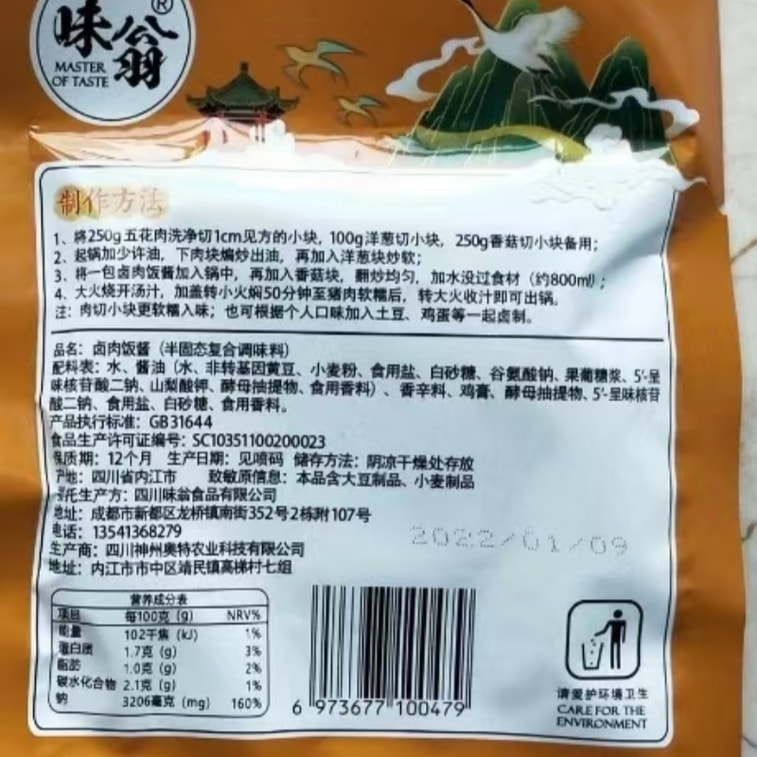 味翁®
MASTER
OF TASTE
制作方法
1、将250g五花肉洗净切1cm见方的小块，100g洋葱切小块，250g香菇切小块备用；
2、起锅加少许油，下肉块煸炒出油，再加入洋葱块炒软；
3、将一包卤肉饭酱加入锅中，再加入香菇块，翻炒均匀，加水没过食材（约800ml）；
4、大火烧开汤汁，加盖转小火焖50分钟至猪肉软糯后，转大火收汁即可出锅。
注：肉切小块更软糯入味；也可根据个人口味加入土豆、鸡蛋等一起卤制。
品名：卤肉饭酱（半固态复合调味料）
配料表：水、酱油（水、非转基因黄豆、小麦粉、食用盐、白砂糖、谷氨酸钠、果葡糖浆、5'-呈
味核苷酸二钠、山梨酸钾、酵母抽提物、食用香料）、香辛料、鸡膏、酵母抽提物、5'-呈味核苷
酸二钠、食用盐、白砂糖、食用香料。
产品执行标准：GB31644
食品生产许可证编号：SC10351100200023
保质期：12个月 生产日期：见喷码 储存方法：阴凉干燥处存放
产地：四川省内江市 致敏原信息：本品含大豆制品、小麦制品
委托生产方：四川味翁食品有限公司
地址：成都市新都区龙桥镇南街352号2栋附107号
电话：13541368279
2022/01/09
生产商：四川神州奥特农业科技有限公司
地址：内江市市中区靖民镇高梯村七组
营养成分表
项目 每100克（g） NRV%
能量 102千焦（kJ） 1%
蛋白质 1.7克（g） 3%
脂肪 1.0克（g） 2%
碳水化合物 2.1克（g） 1%
钠 3206毫克（mg） 160%
6 973677 100479
请爱护环境卫生
CARE FOR THE
ENVIRONMENT